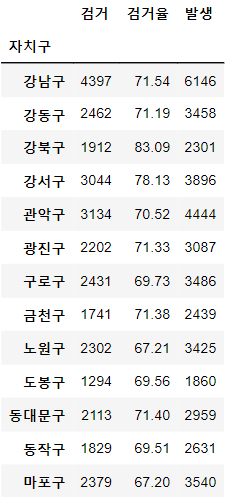 검거 검거율 발생
자치구
강남구 4397 71.54 6146
강동구 2462 71.19 3458
강북구 1912 83.09 2301
강서구 3044 78.13 3896
관악구 3134 70.52 4444
광진구 2202 71.33 3087
구로구 2431 69.73 3486
금천구 1741 71.38 2439
노원구 2302 67.21 3425
도봉구 1294 69.56 1860
동대문구 2113 71.40 2959
동작구 1829 69.51 2631
마포구 2379 67.20 3540